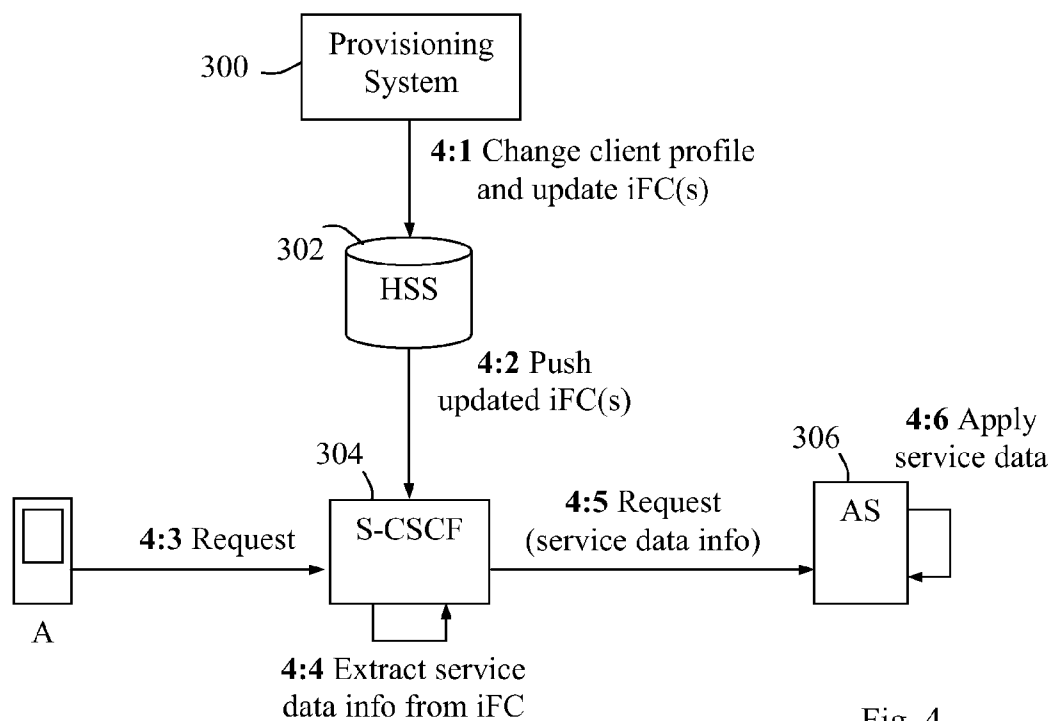 Provisioning
System
300
4:1 Change client profile
and update iFC(s)
302
HSS
4:2 Push
updated iFC(s)
304
S-CSCF
4:3 Request
A
4:4 Extract service
data info from iFC
4:5 Request
(service data info)
306
AS
4:6 Apply
service data
Fig. 4